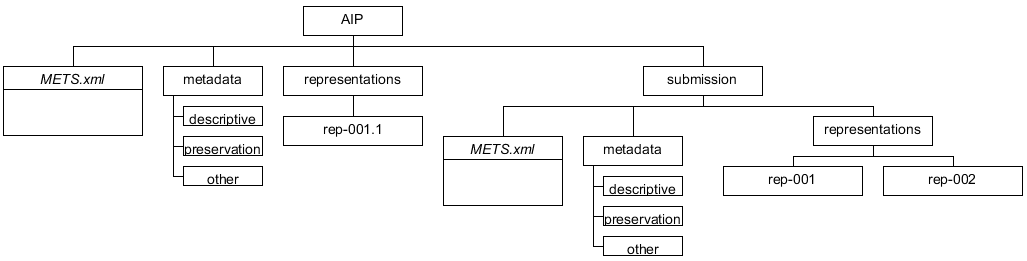 AIP
METS.xml
metadata
representations
submission
descriptive
preservation
other
rep-001.1
METS.xml
metadata
representations
descriptive
preservation
other
rep-001
rep-002